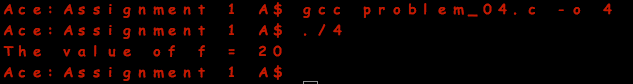 Ace:Assignment 1 A$ gcc problem_04.c -o 4
Ace:Assignment 1 A$ ./4
The value of f = 20
Ace:Assignment 1 A$